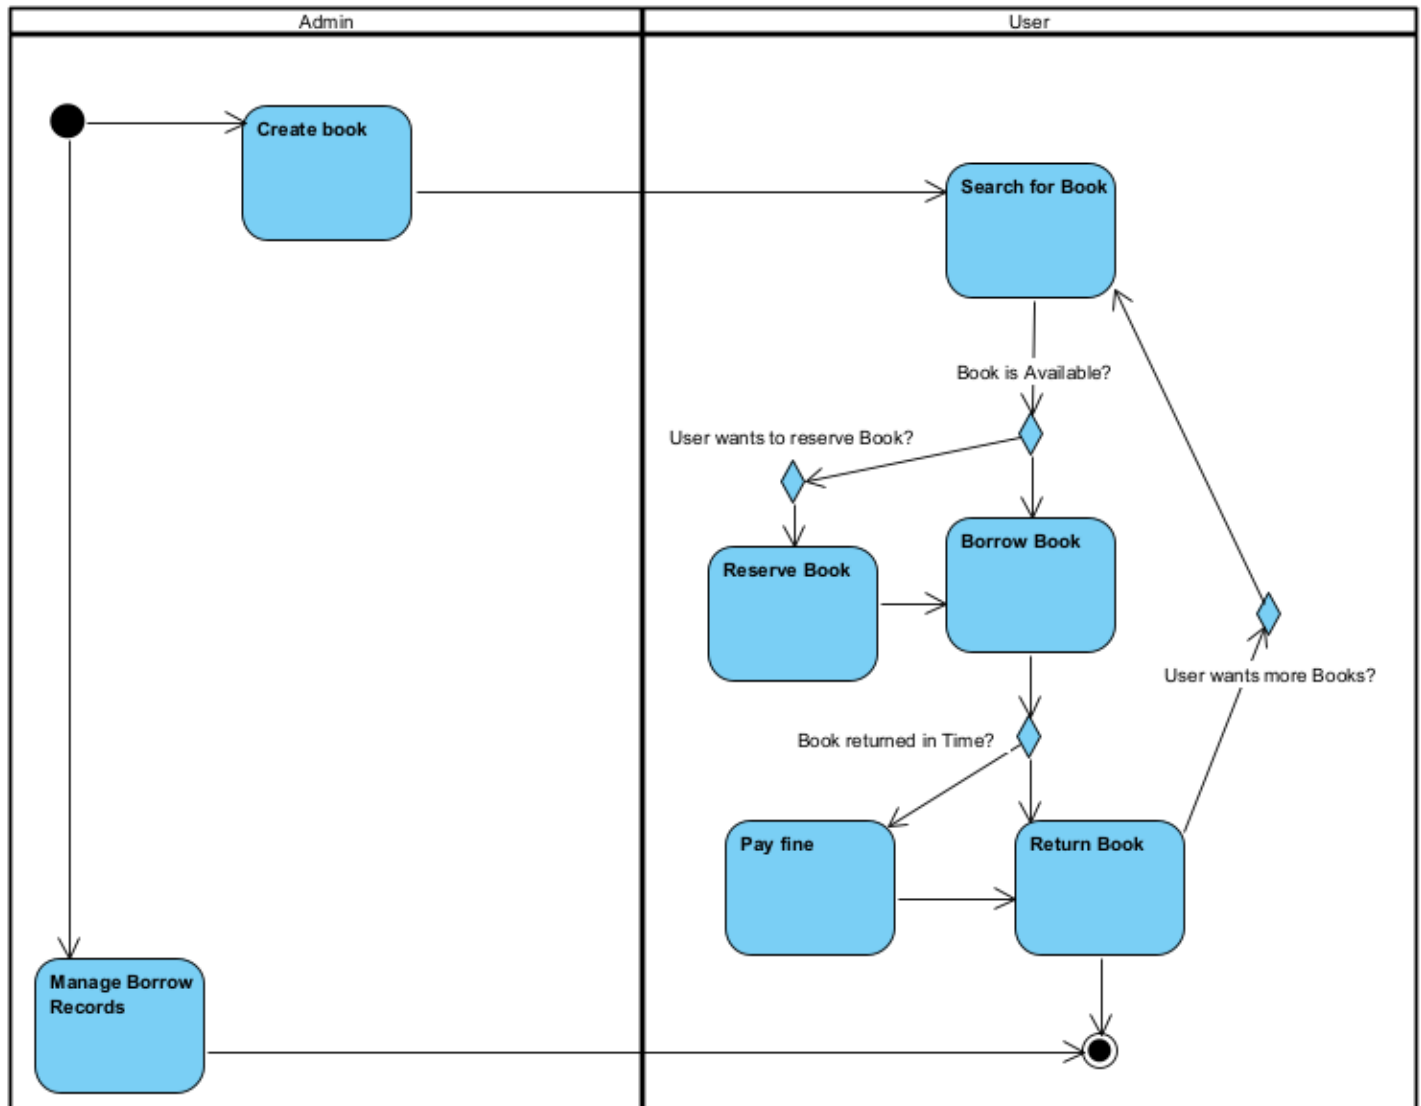 Admin
User
Create book
Search for Book
Book is Available?
User wants to reserve Book?
Borrow Book
Reserve Book
User wants more Books?
Book returned in Time?
Pay fine
Return Book
Manage Borrow
Records